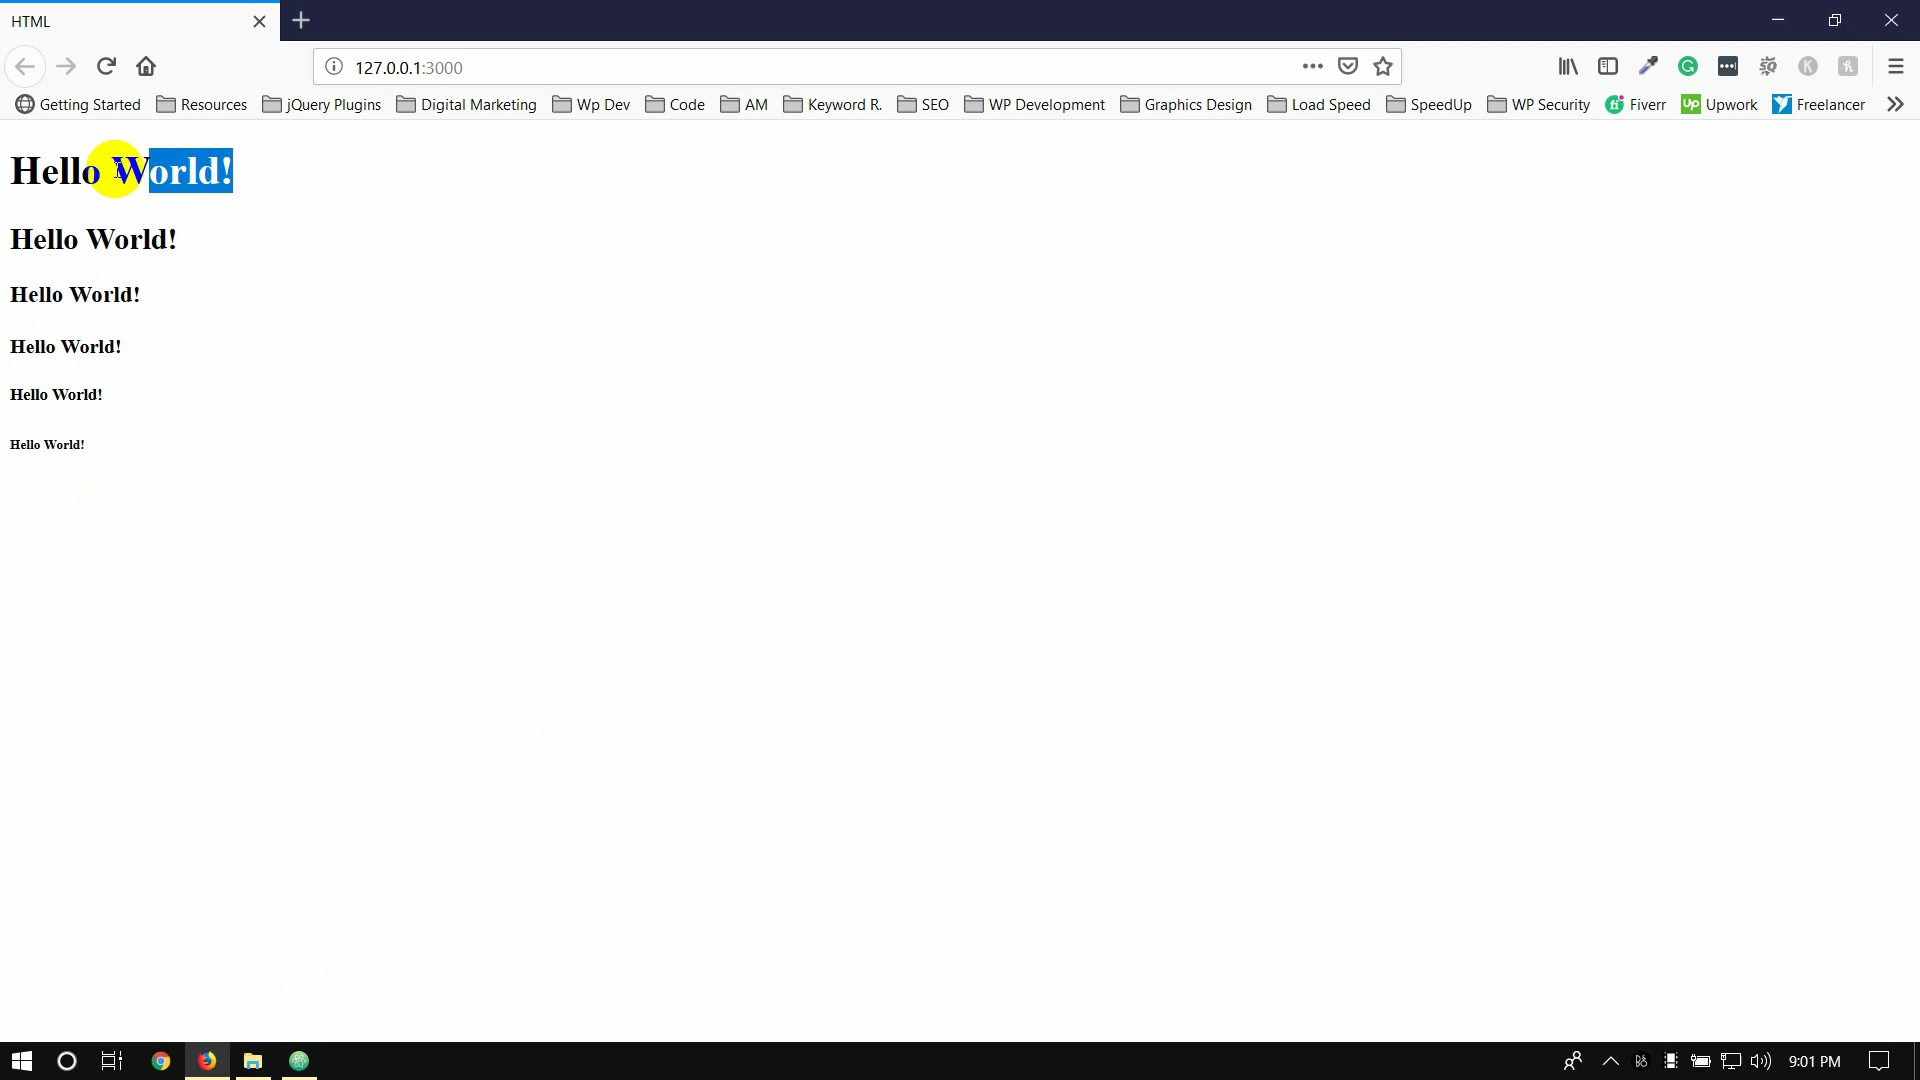 HTML
127.0.0.1:3000
Getting Started Resources jQuery Plugins Digital Marketing Wp Dev Code AM Keyword R. SEO WP Development Graphics Design Load Speed SpeedUp WP Security Fiverr Upwork Freelancer
Hello World!
Hello World!
Hello World!
Hello World!
Hello World!
Hello World!
9:01 PM